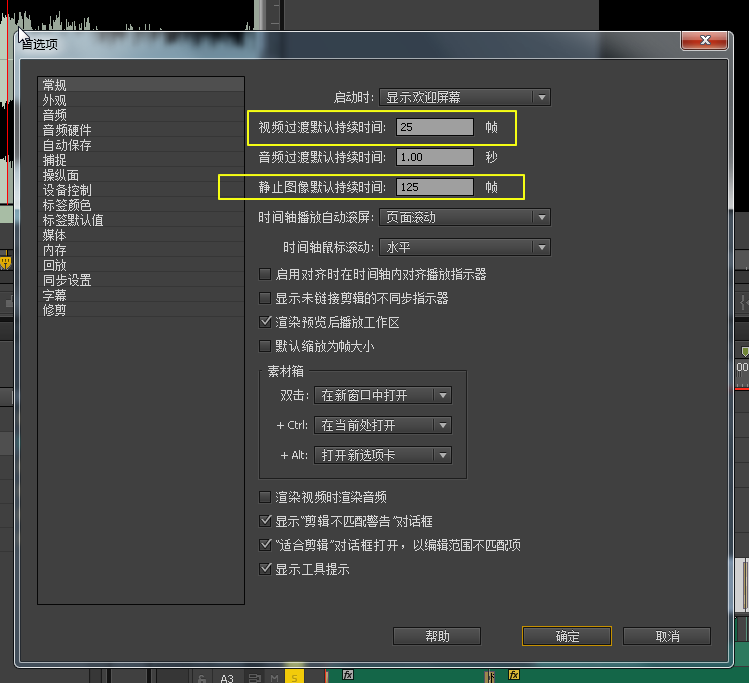 首选项
常规
外观
音频
音频硬件
自动保存
捕捉
操纵面
设备控制
标签颜色
标签默认值
媒体
内存
回放
同步设置
字幕
修剪
启动时: 显示欢迎屏幕
视频过渡默认持续时间: 25 帧
音频过渡默认持续时间: 1.00 秒
静止图像默认持续时间: 125 帧
时间轴播放自动滚屏: 页面滚动
时间轴鼠标滚动: 水平
启用对齐时在时间轴内对齐播放指示器
显示未链接剪辑的不同步指示器
渲染预览后播放工作区
默认缩放为帧大小
素材箱
双击: 在新窗口中打开
+ Ctrl: 在当前处打开
+ Alt: 打开新选项卡
渲染视频时渲染音频
显示“剪辑不匹配警告”对话框
“适合剪辑”对话框打开，以编辑范围不匹配项
显示工具提示
帮助 确定 取消
00
A3 M S fx fx